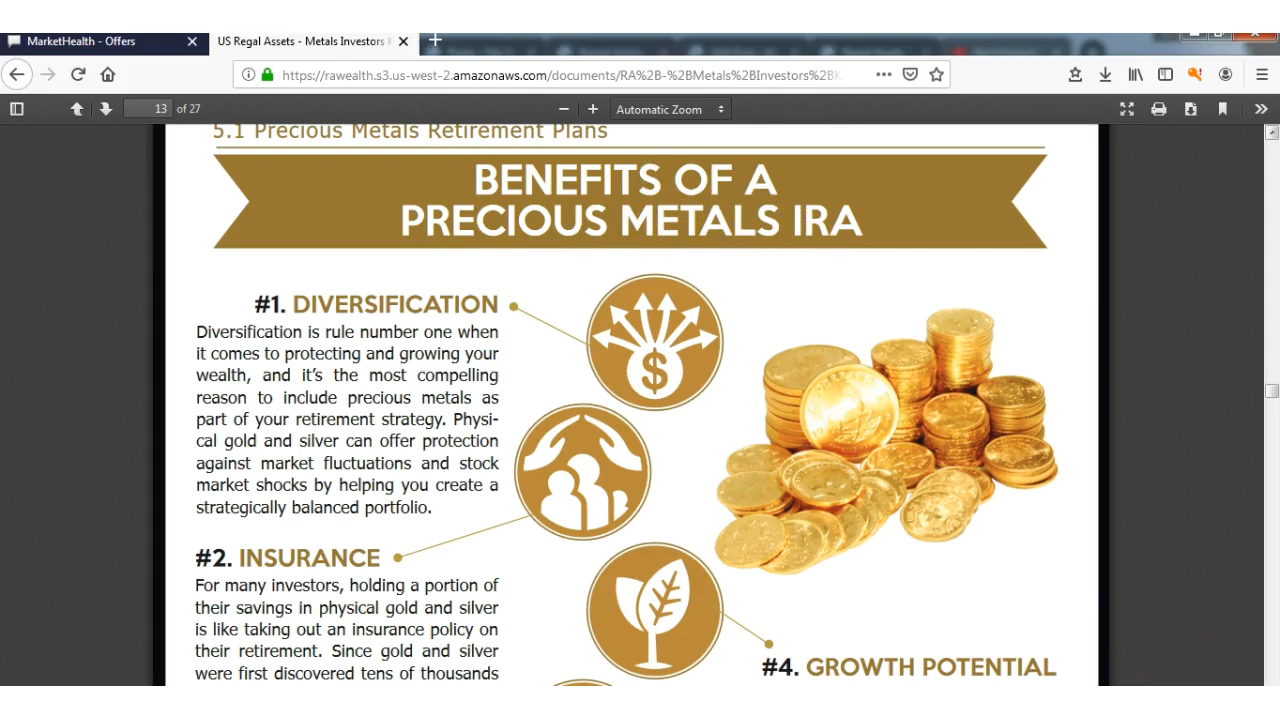 MarketHealth - Offers
US Regal Assets - Metals Investors
https://rawealth.s3.us-west-2.amazonaws.com/documents/RA%2B-%2BMetals%2BInvestors%2BK
13 of 27
Automatic Zoom
5.1 Precious Metals Retirement Plans
BENEFITS OF A
PRECIOUS METALS IRA
#1. DIVERSIFICATION
Diversification is rule number one when
it comes to protecting and growing your
wealth, and it's the most compelling
reason to include precious metals as
part of your retirement strategy. Physi-
cal gold and silver can offer protection
against market fluctuations and stock
market shocks by helping you create a
strategically balanced portfolio.
#2. INSURANCE
For many investors, holding a portion of
their savings in physical gold and silver
is like taking out an insurance policy on
their retirement. Since gold and silver
were first discovered tens of thousands
$
#4. GROWTH POTENTIAL